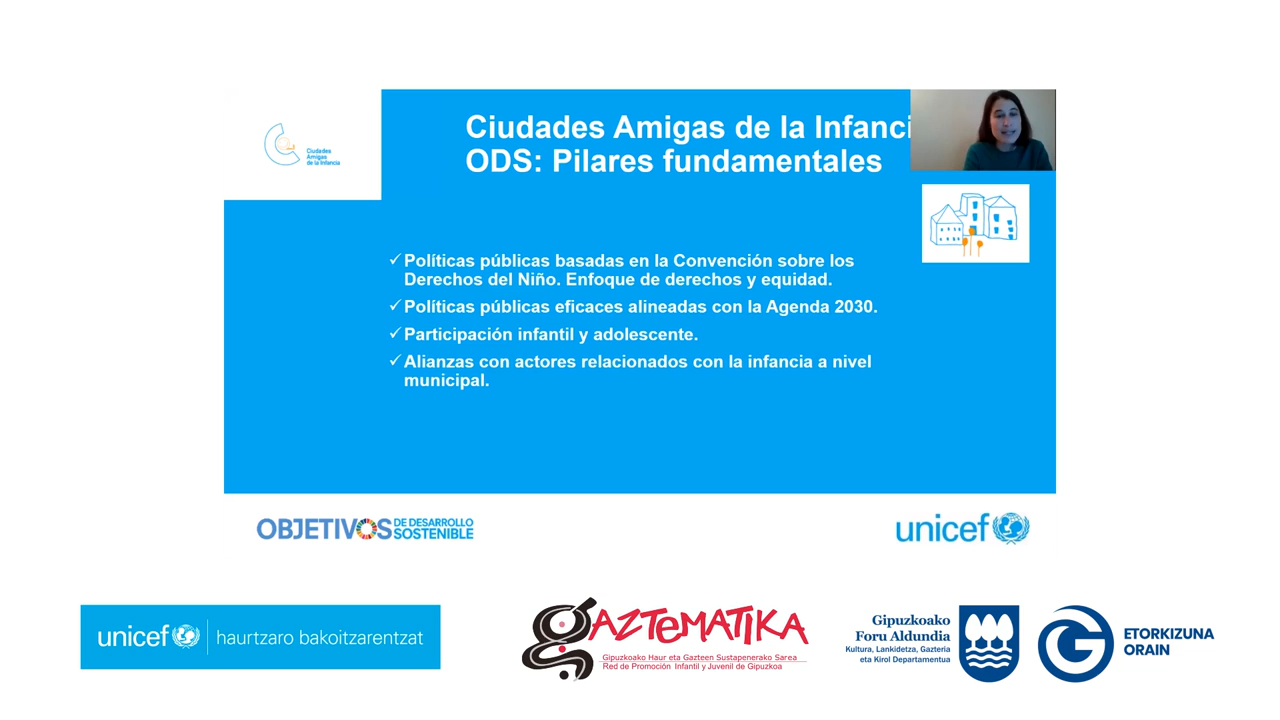 Ciudades Amigas de la Infanci
ODS: Pilares fundamentales
Ciudades
Amigas
de la Infancia
✓Políticas públicas basadas en la Convención sobre los
Derechos del Niño. Enfoque de derechos y equidad.
✓Políticas públicas eficaces alineadas con la Agenda 2030.
✓Participación infantil y adolescente.
✓Alianzas con actores relacionados con la infancia a nivel
municipal.
OBJETIVOS DE DESARROLLO
SOSTENIBLE
unicef
unicef haurtzaro bakoitzarentzat
GAZTEMATIKA
Gipuzkoako Haur eta Gazteen Sustapenerako Sarea
Red de Promoción Infantil y Juvenil de Gipuzkoa
Gipuzkoako
Foru Aldundia
Kultura, Lankidetza, Gazteria
eta Kirol Departamentua
ETORKIZUNA
ORAIN